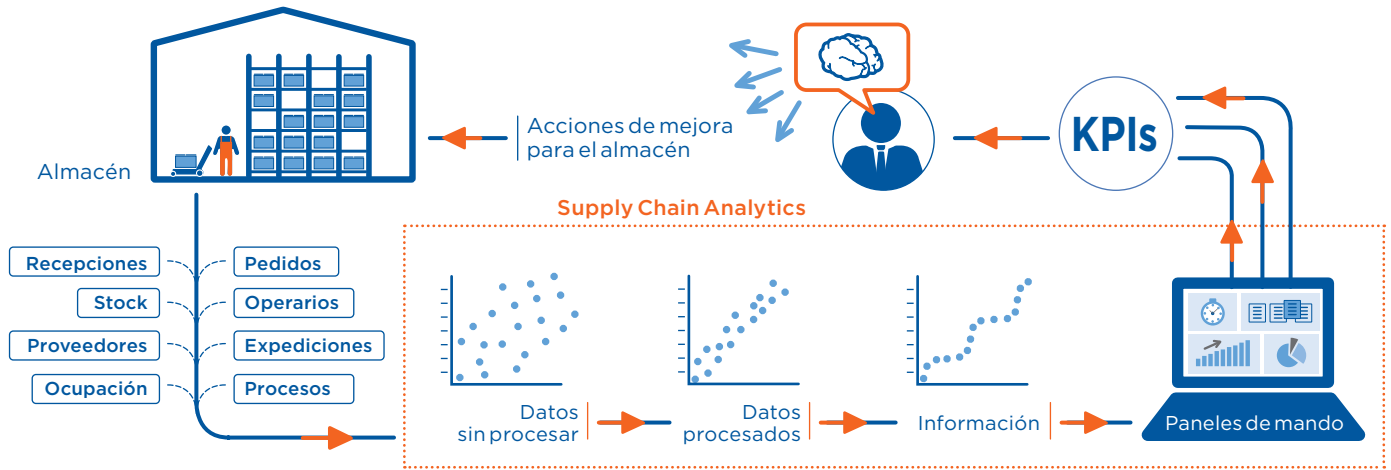 Almacén
Acciones de mejora
para el almacén
KPIs
Supply Chain Analytics
Recepciones
Pedidos
Stock
Operarios
Proveedores
Expediciones
Ocupación
Procesos
Datos
sin procesar
Datos
procesados
Información
Paneles de mando